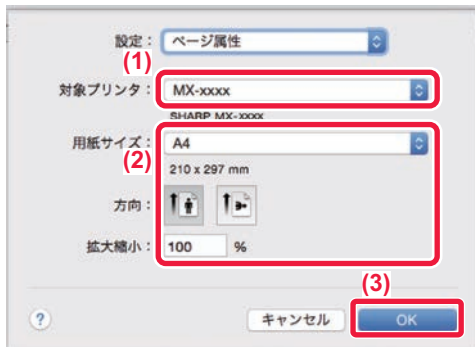 設定： ページ属性
(1)
対象プリンタ： MX-xxxx
SHARP MX-xxxx
用紙サイズ： A4
(2)
210 x 297 mm
方向：
拡大縮小： 100 %
(3)
? キャンセル OK